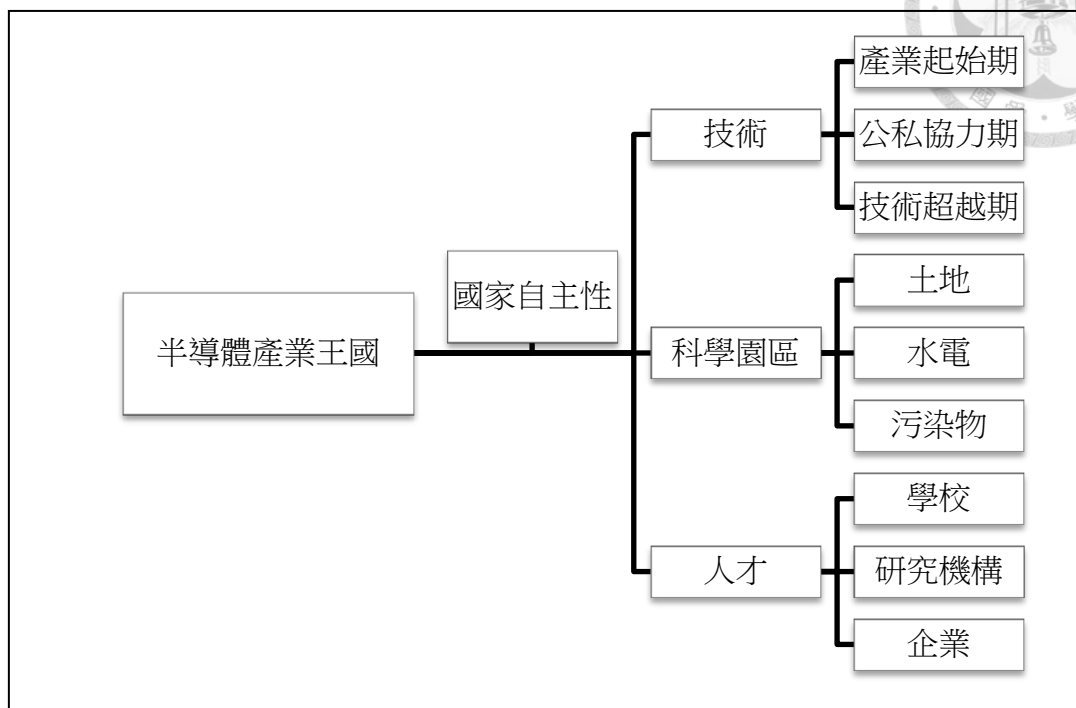 半導體產業王國
國家自主性
技術
產業起始期
公私協力期
技術超越期
科學園區
土地
水電
污染物
人才
學校
研究機構
企業